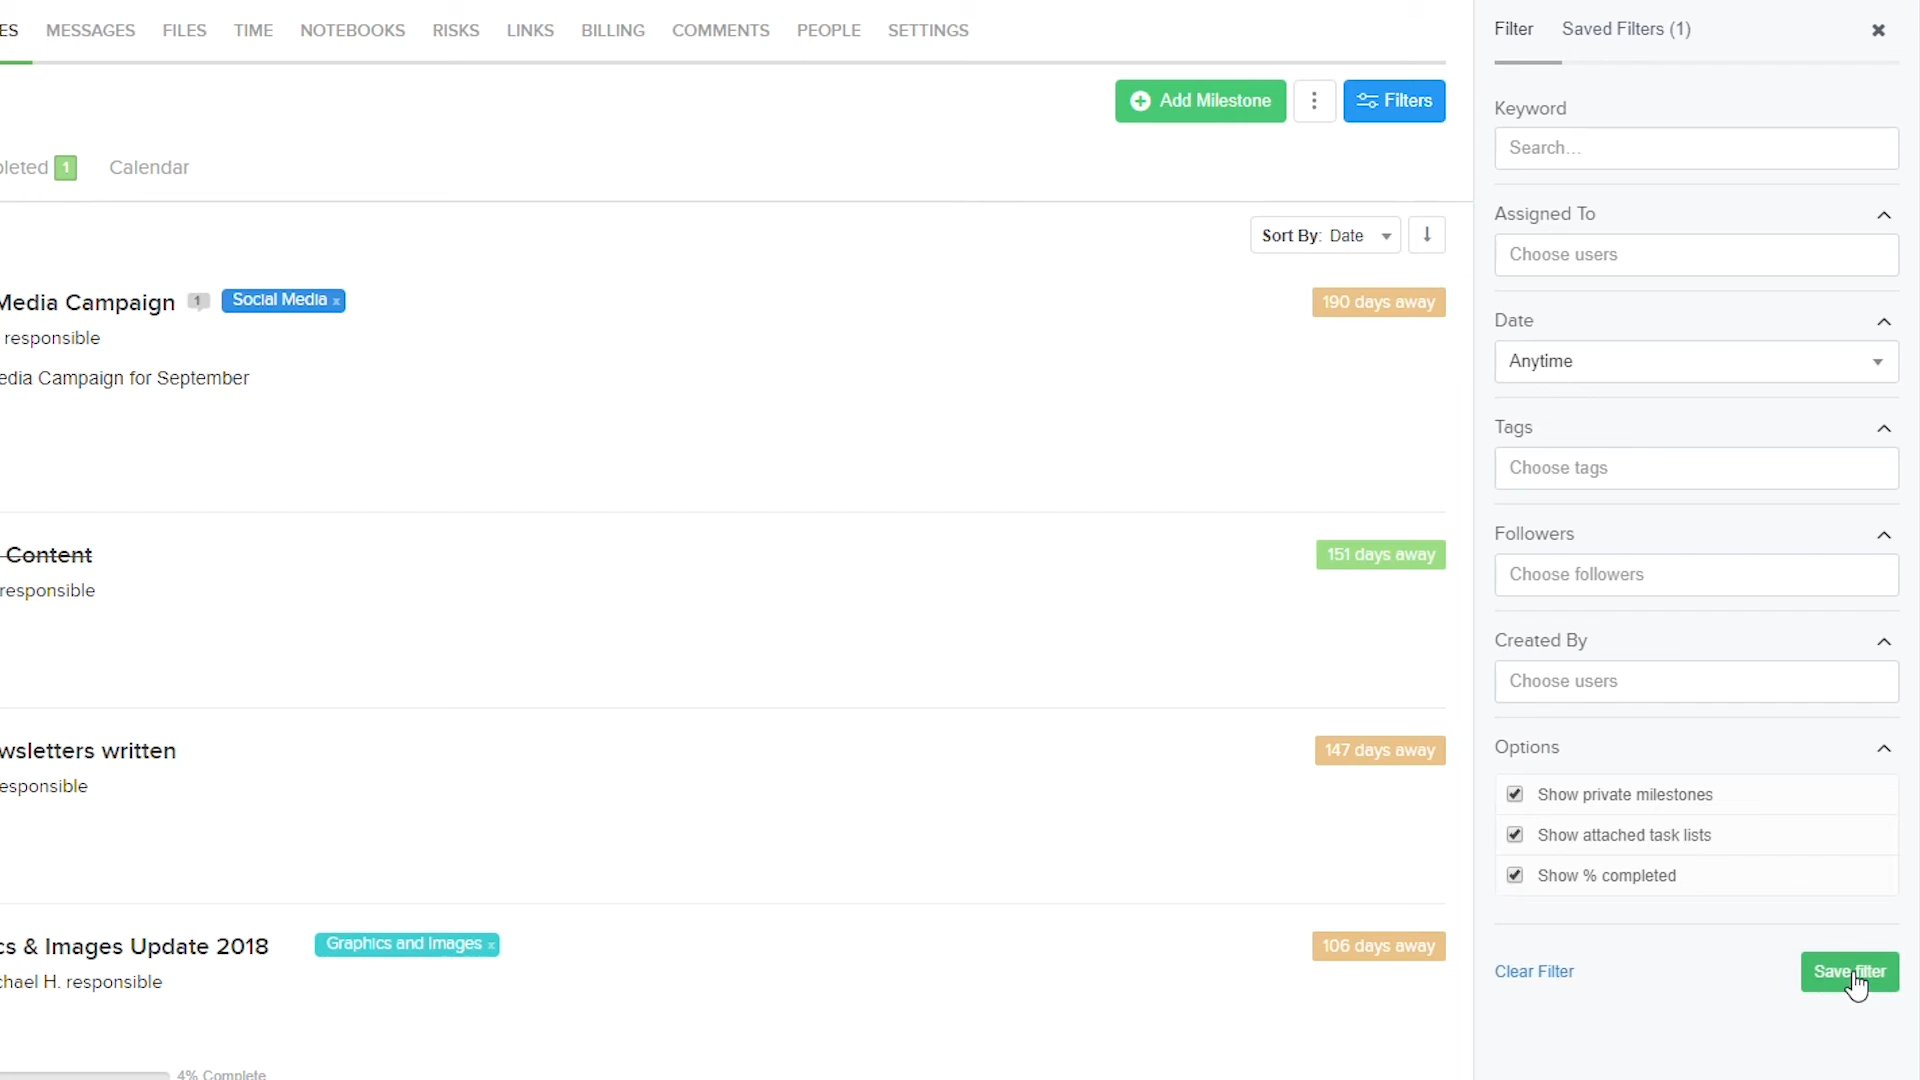 ES MESSAGES FILES TIME NOTEBOOKS RISKS LINKS BILLING COMMENTS PEOPLE SETTINGS
Add Milestone
Filters
pleted 1 Calendar
Sort By: Date
Media Campaign 1 Social Media x
190 days away
responsible
edia Campaign for September
Content
151 days away
responsible
wsletters written
147 days away
esponsible
cs & Images Update 2018 Graphics and Images x
106 days away
chael H. responsible
4% Complete
Filter Saved Filters (1)
Keyword
Search...
Assigned To
Choose users
Date
Anytime
Tags
Choose tags
Followers
Choose followers
Created By
Choose users
Options
Show private milestones
Show attached task lists
Show % completed
Clear Filter Save filter